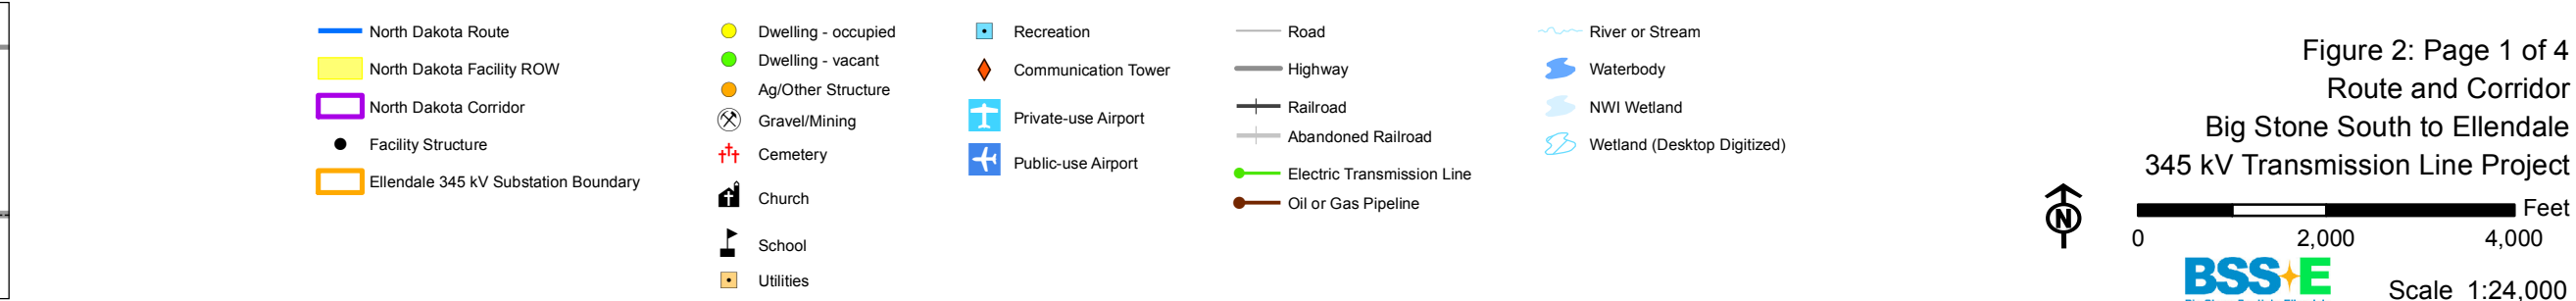 North Dakota Route
North Dakota Facility ROW
North Dakota Corridor
Facility Structure
Ellendale 345 kV Substation Boundary
Dwelling - occupied
Dwelling - vacant
Ag/Other Structure
Gravel/Mining
Cemetery
Church
School
Utilities
Recreation
Communication Tower
Private-use Airport
Public-use Airport
Road
Highway
Railroad
Abandoned Railroad
Electric Transmission Line
Oil or Gas Pipeline
River or Stream
Waterbody
NWI Wetland
Wetland (Desktop Digitized)
Figure 2: Page 1 of 4
Route and Corridor
Big Stone South to Ellendale
345 kV Transmission Line Project
N
Feet
0 2,000 4,000
BSS E
Scale 1:24,000